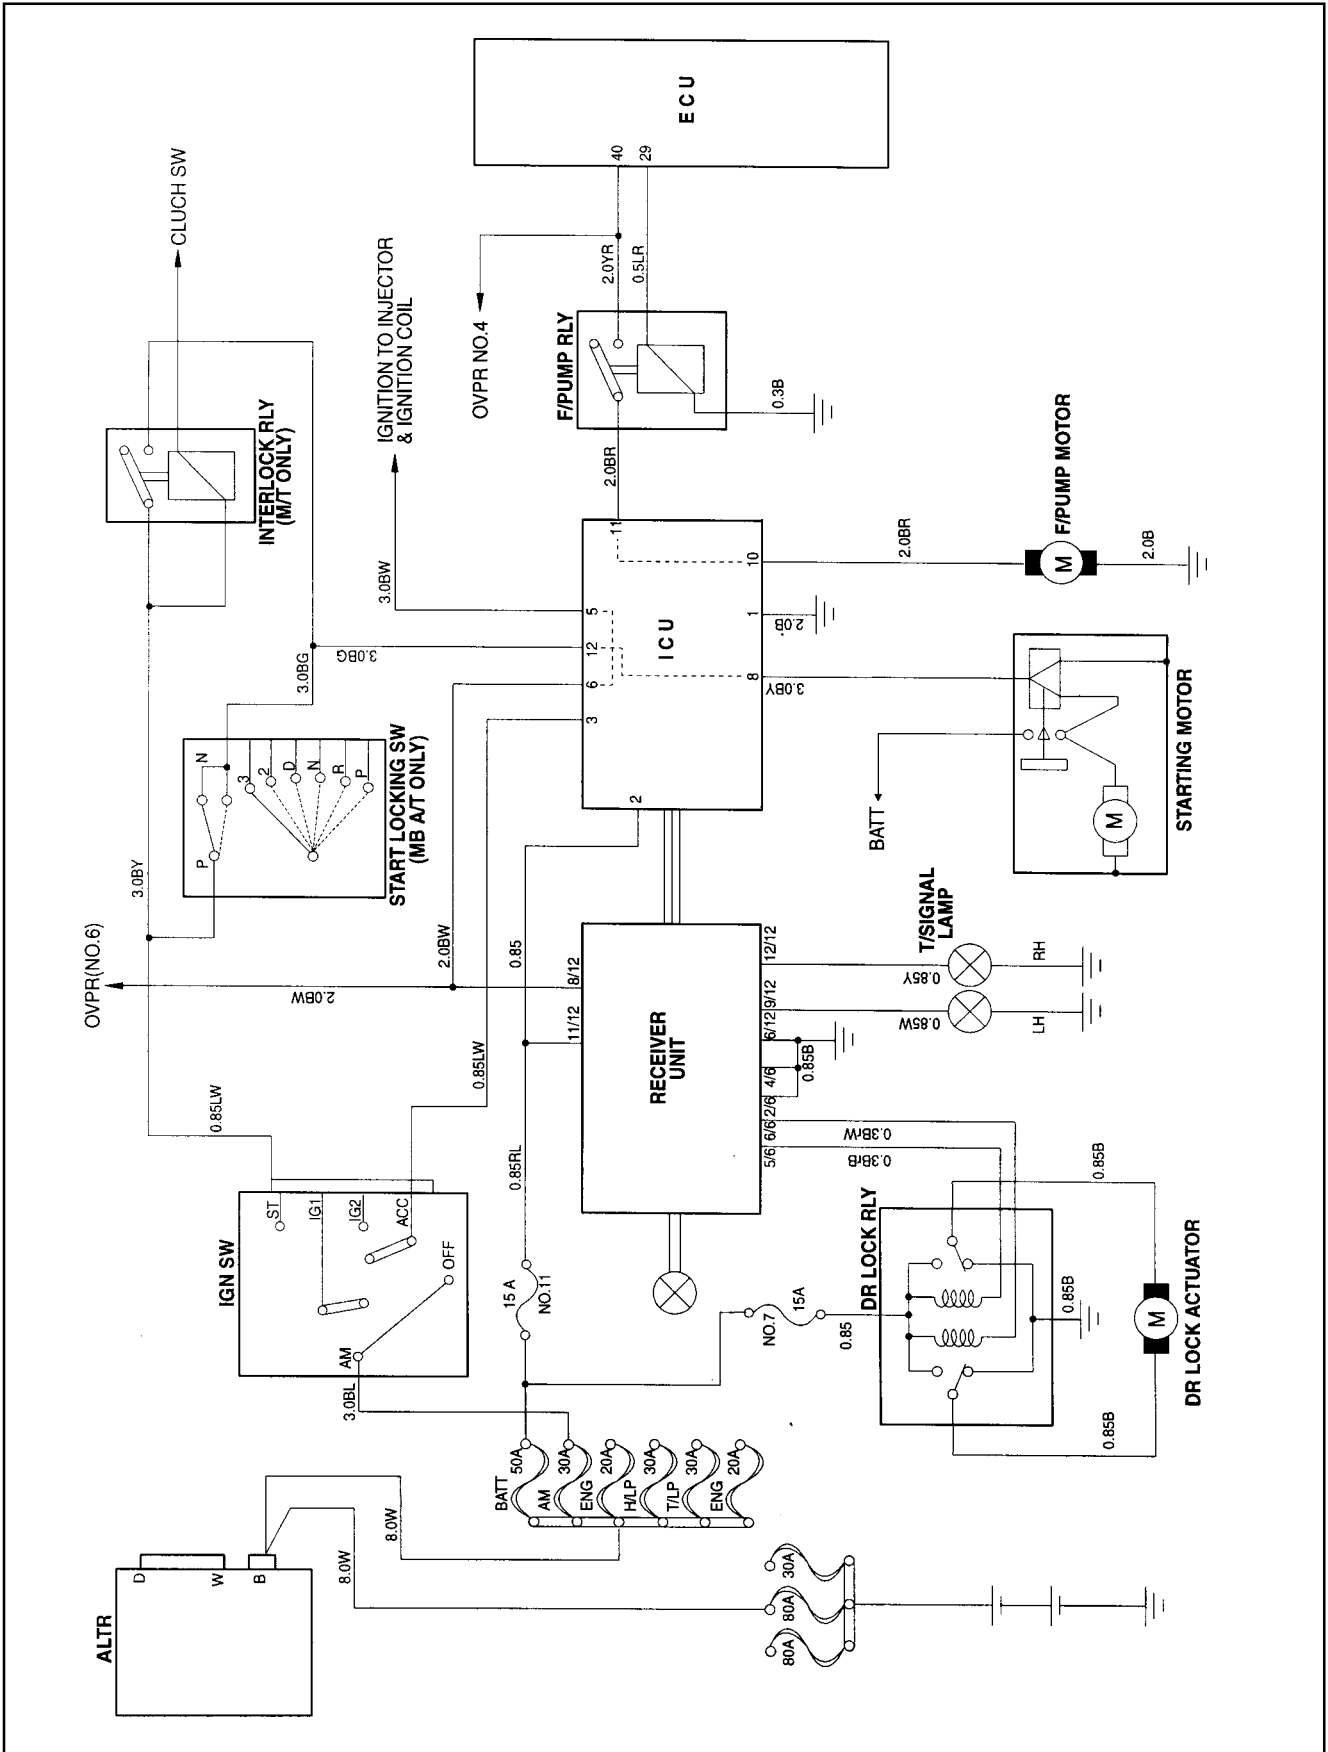 ALTR
D
W
B
8.0W
8.0W
80A
80A
30A
BATT
50A
AM
30A
ENG
20A
H/LP
30A
T/LP
30A
ENG
20A
IGN SW
ST
IG1
IG2
ACC
OFF
AM
3.0BL
0.85LW
0.85LW
15 A
NO.11
0.85RL
0.85
NO.7
15A
0.85
DR LOCK RLY
0.85B
0.85B
0.85B
DR LOCK ACTUATOR
M
OVPR(NO.6)
2.0BW
2.0BW
3.0BY
START LOCKING SW
(MB A/T ONLY)
P
N
3
2
D
N
R
P
3.0BG
3.0BG
INTERLOCK RLY
(M/T ONLY)
CLUCH SW
RECEIVER
UNIT
11/12
8/12
5/6
6/6
2/6
4/6
6/12
9/12
12/12
0.3BrB
0.3BrW
0.85B
0.85W
0.85Y
T/SIGNAL
LAMP
LH
RH
ICU
2
3
6
12
5
11
8
1
10
3.0BW
IGNITION TO INJECTOR
& IGNITION COIL
3.0BY
2.0B
2.0BR
2.0BR
BATT
STARTING MOTOR
M
F/PUMP MOTOR
M
2.0B
F/PUMP RLY
0.3B
OVPR NO.4
2.0YR
0.5LR
40
29
ECU